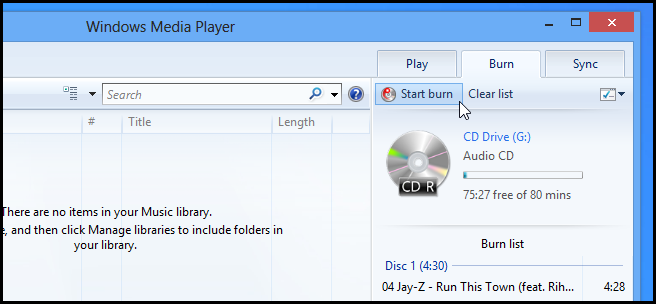 Windows Media Player
Play Burn Sync
Search
Start burn Clear list
# Title Length
CD R
CD Drive (G:)
Audio CD
75:27 free of 80 mins
There are no items in your Music library.
, and then click Manage libraries to include folders in
your library.
Burn list
Disc 1 (4:30)
04 Jay-Z - Run This Town (feat. Rih... 4:28